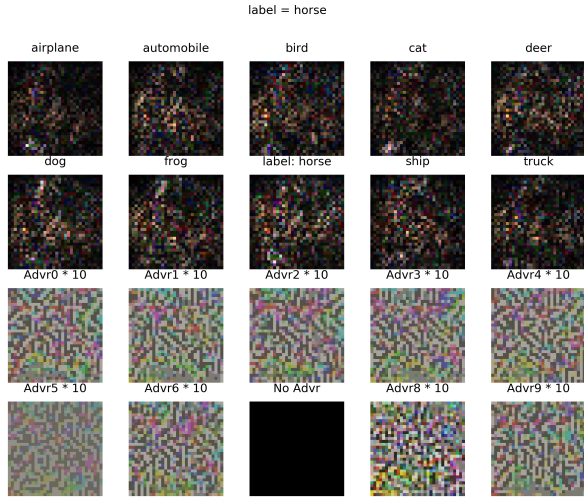 label = horse
airplane automobile bird cat deer
dog frog label: horse ship truck
Advr0 * 10 Advr1 * 10 Advr2 * 10 Advr3 * 10 Advr4 * 10
Advr5 * 10 Advr6 * 10 No Advr Advr8 * 10 Advr9 * 10